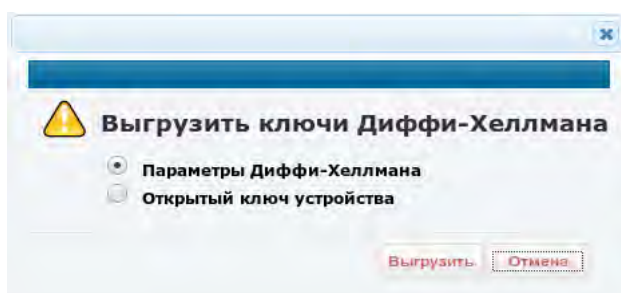 Выгрузить ключи Диффи-Хеллмана
Параметры Диффи-Хеллмана
Открытый ключ устройства
Выгрузить Отмена